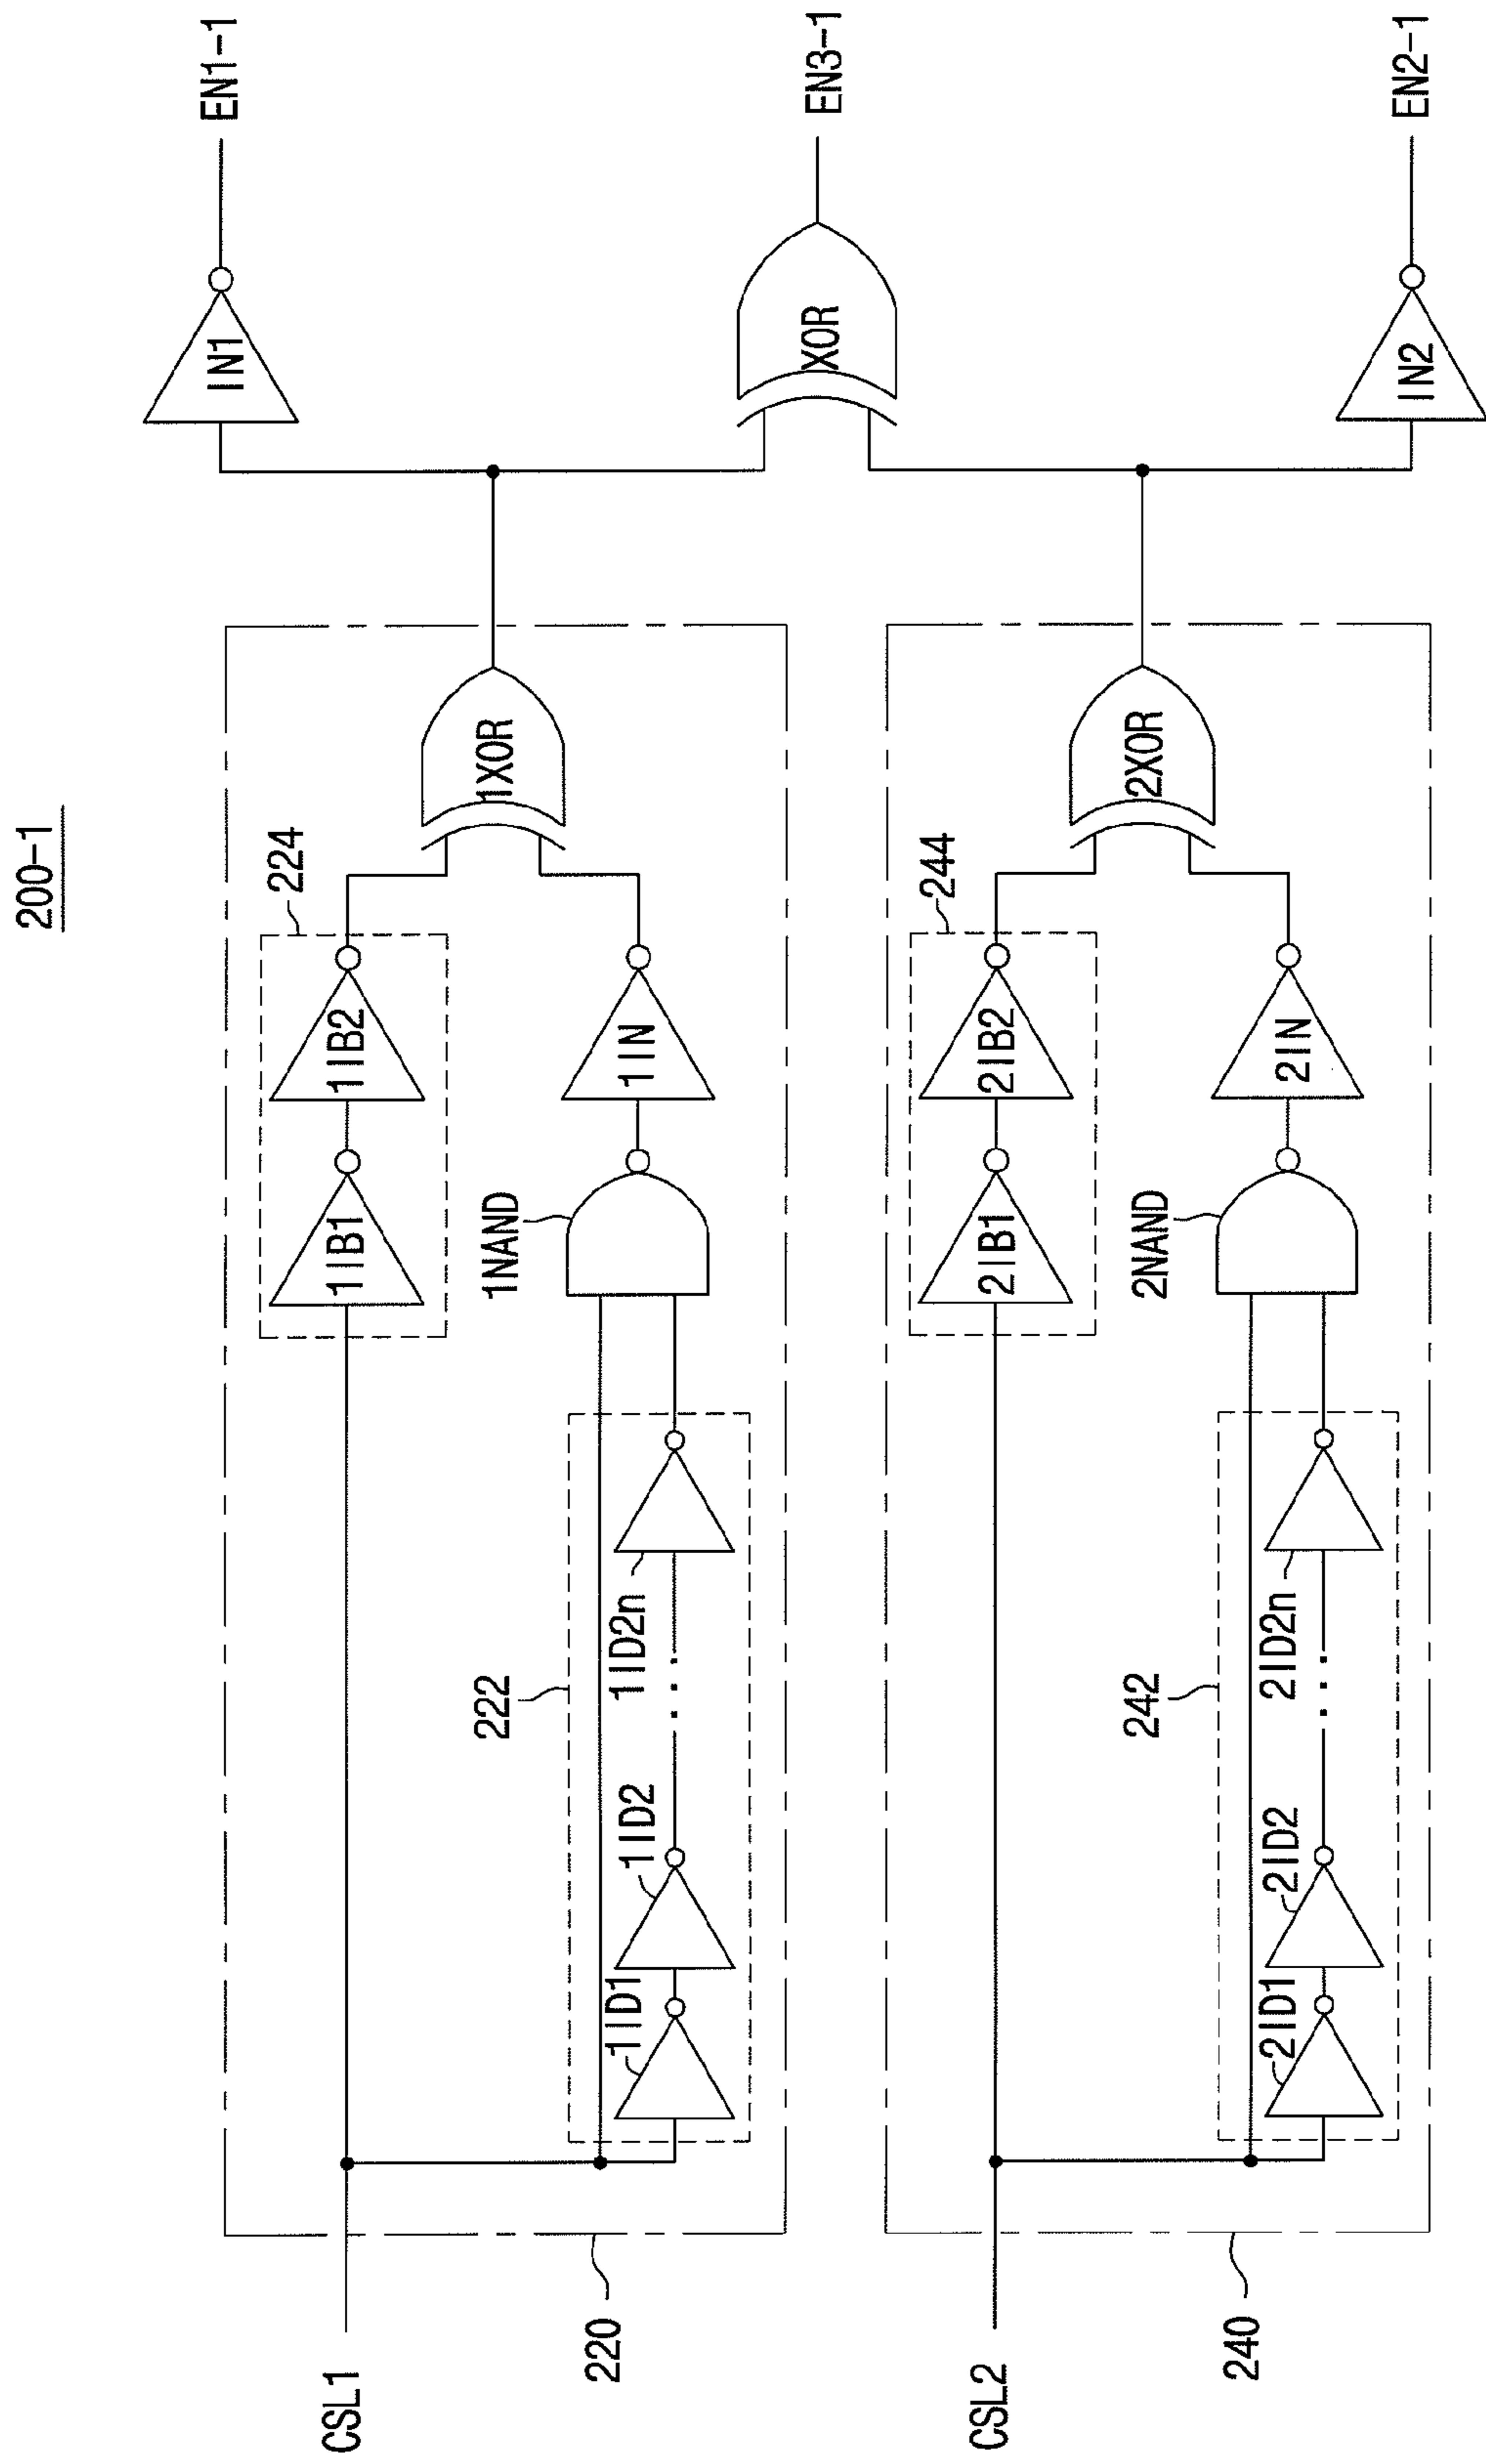 200-1
CSL1
220
222
1ID1
1ID2
1ID2n
1NAND
1IN
224
1IB1
1IB2
1XOR
IN1
EN1-1
XOR
EN3-1
CSL2
240
242
2ID1
2ID2
2ID2n
2NAND
2IN
244
2IB1
2IB2
2XOR
IN2
EN2-1